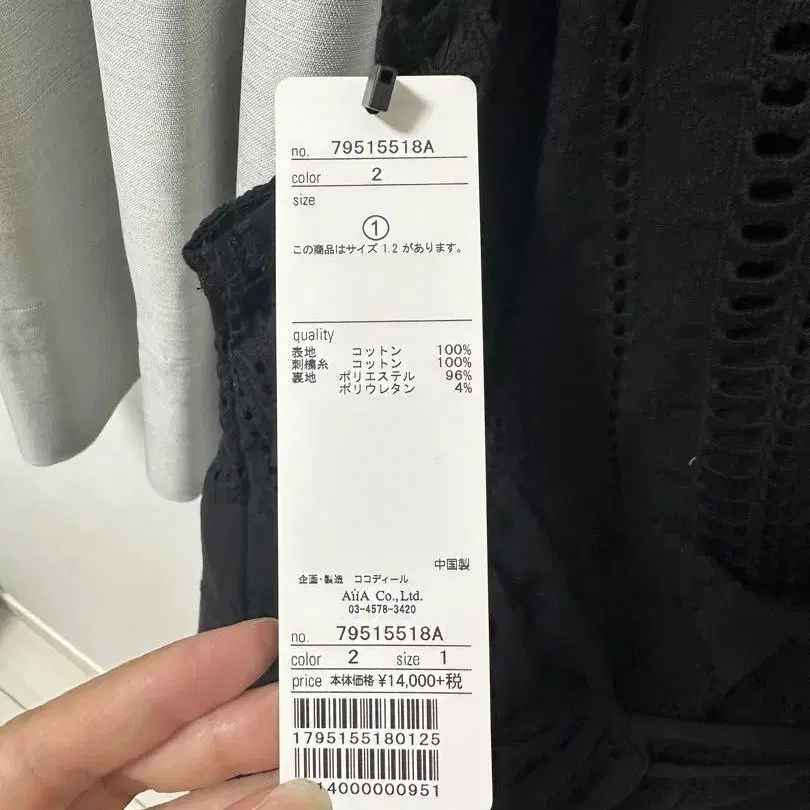 no. 79515518A
color 2
size
①
この商品はサイズ 1.2 があります。
quality
表地 コットン 100%
刺繍糸 コットン 100%
裏地 ポリエステル 96%
ポリウレタン 4%
中国製
企画・製造 ココディール
AiiA Co.,Ltd.
03-4578-3420
no. 79515518A
color 2 size 1
price 本体価格 ¥14,000+税
1795155180125
14000000951